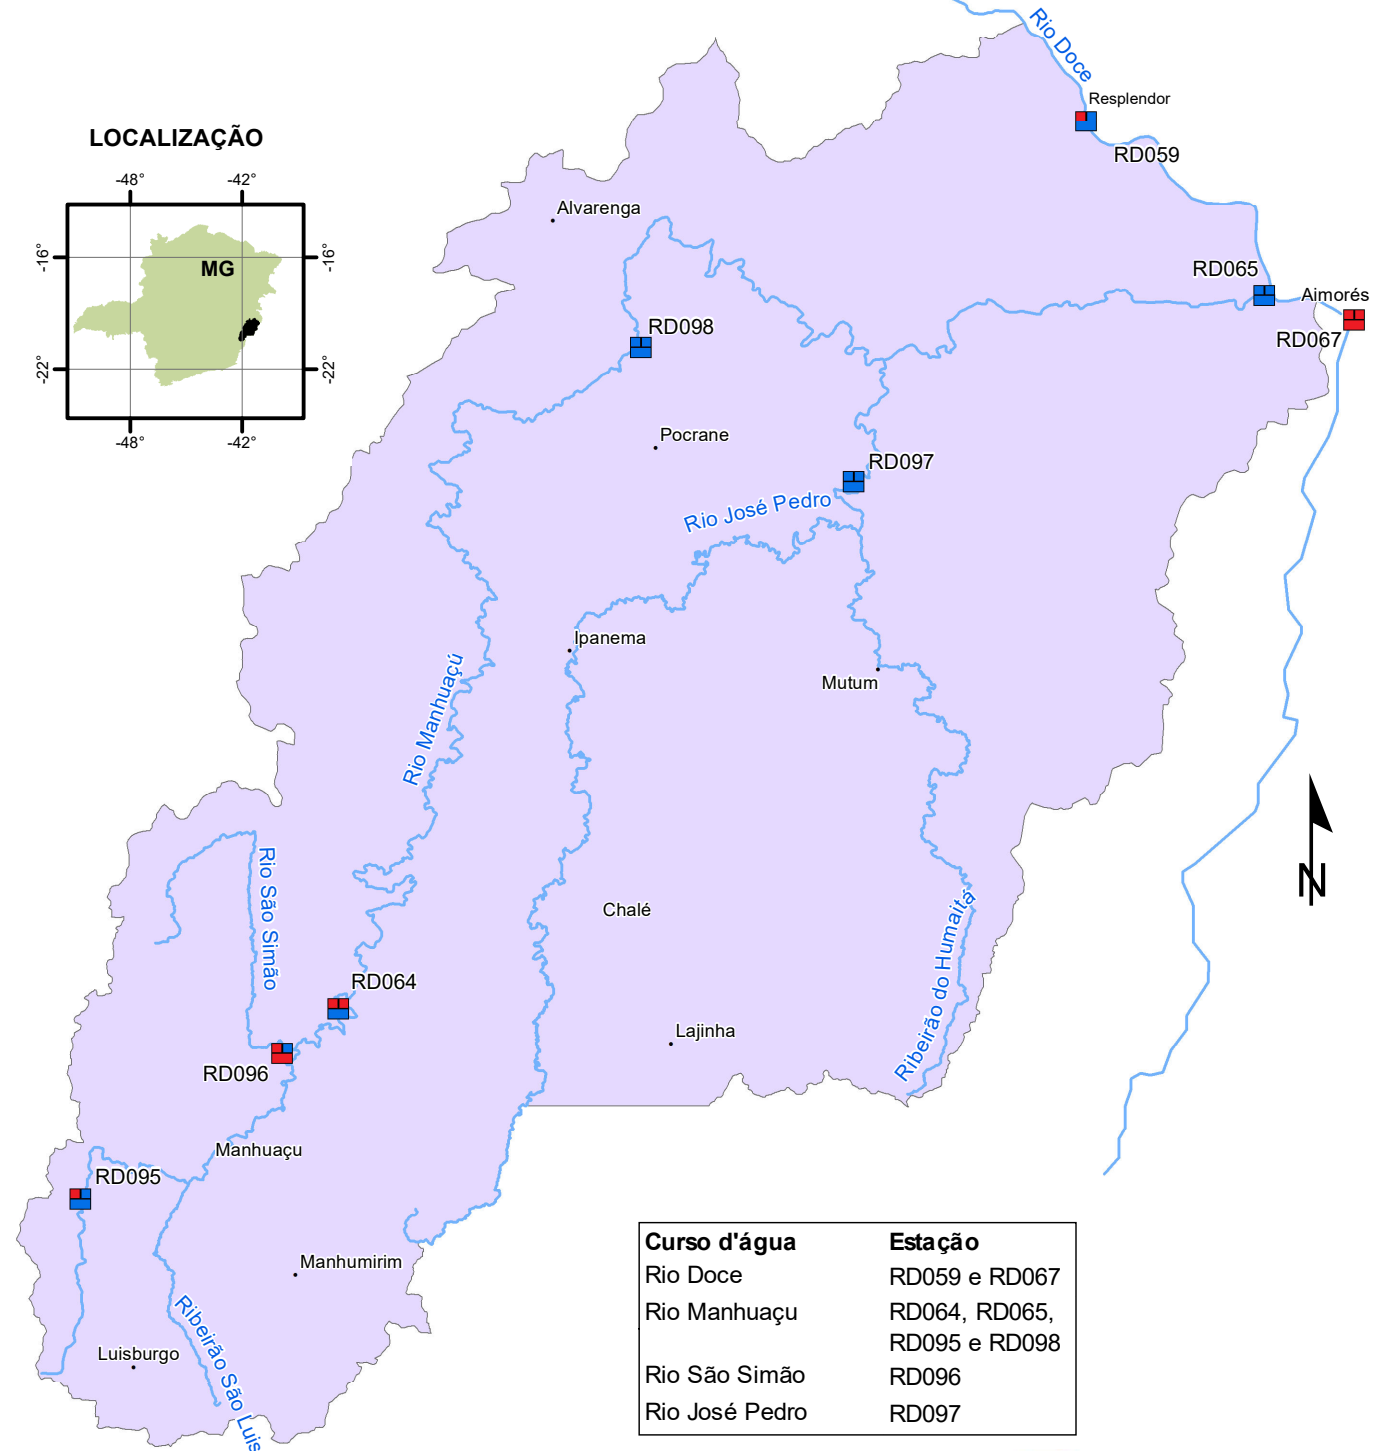 Rio Doce
Resplendor
RD059
LOCALIZAÇÃO
-48°
-42°
-16°
MG
-16°
-22°
-22°
-48°
-42°
Alvarenga
RD065
Aimorés
RD067
RD098
Pocrane
RD097
Rio José Pedro
Ipanema
Mutum
Rio Manhuaçú
Rio São Simão
Chalé
Ribeirão do Humaitá
N
RD064
Lajinha
RD096
Manhuaçu
RD095
Manhumirim
Luisburgo
Ribeirão São Luis
Curso d'água Estação
Rio Doce RD059 e RD067
Rio Manhuaçu RD064, RD065,
RD095 e RD098
Rio São Simão RD096
Rio José Pedro RD097